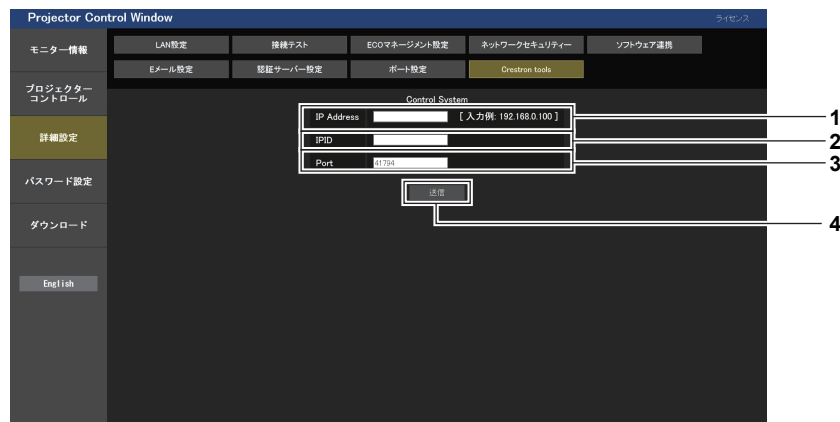 Projector Control Window
ライセンス
モニター情報
プロジェクター
コントロール
詳細設定
パスワード設定
ダウンロード
English
LAN設定
接続テスト
ECOマネージメント設定
ネットワークセキュリティー
ソフトウェア連携
Eメール設定
認証サーバー設定
ポート設定
Crestron tools
Control System
IP Address [ 入力例: 192.168.0.100 ]
IPID
Port 41794
送信
1
2
3
4